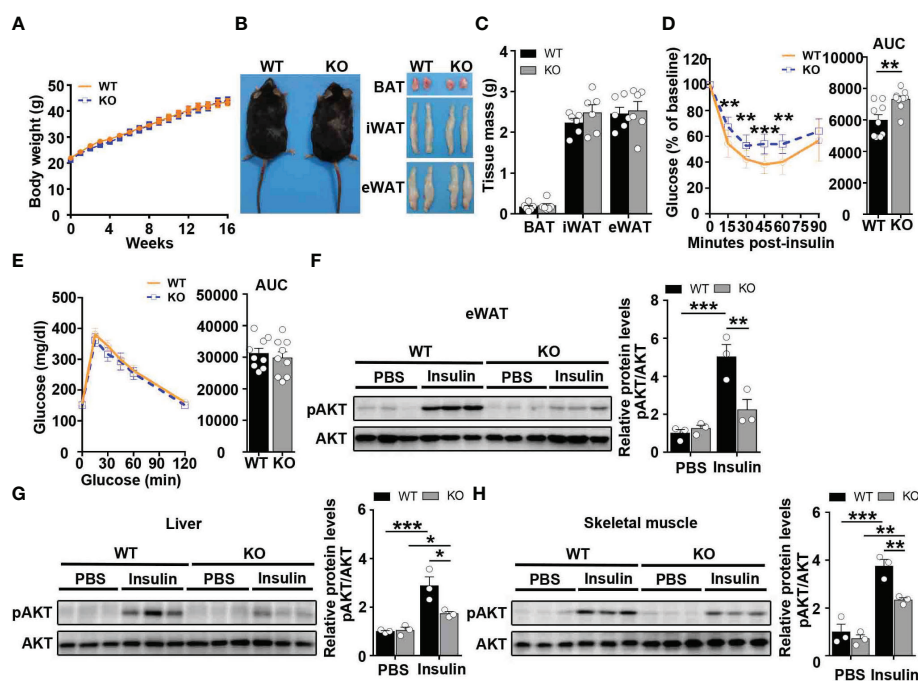 A
Body weight (g)
50
40
30
20
10
0
WT
KO
0 4 8 12 16
Weeks
B
WT KO
WT KO
BAT
iWAT
eWAT
C
Tissue mass (g)
4
3
2
1
0
WT
KO
BAT iWAT eWAT
D
Glucose (% of baseline)
120
100
80
60
40
20
0
WT
KO
** ** *** **
0 15 30 45 60 75 90
Minutes post-insulin
AUC
10000
8000
6000
4000
2000
0
**
WT KO
E
Glucose (mg/dl)
400
300
200
100
0
WT
KO
0 30 60 90 120
Glucose (min)
AUC
50000
40000
30000
20000
10000
0
WT KO
F
eWAT
WT KO
PBS Insulin PBS Insulin
pAKT
AKT
Relative protein levels
pAKT/AKT
8
6
4
2
0
WT KO
*** **
PBS Insulin
G
Liver
WT KO
PBS Insulin PBS Insulin
pAKT
AKT
Relative protein levels
pAKT/AKT
6
4
2
0
WT KO
***
*
*
PBS Insulin
H
Skeletal muscle
WT KO
PBS Insulin PBS Insulin
pAKT
AKT
Relative protein levels
pAKT/AKT
6
4
2
0
WT KO
***
**
**
PBS Insulin